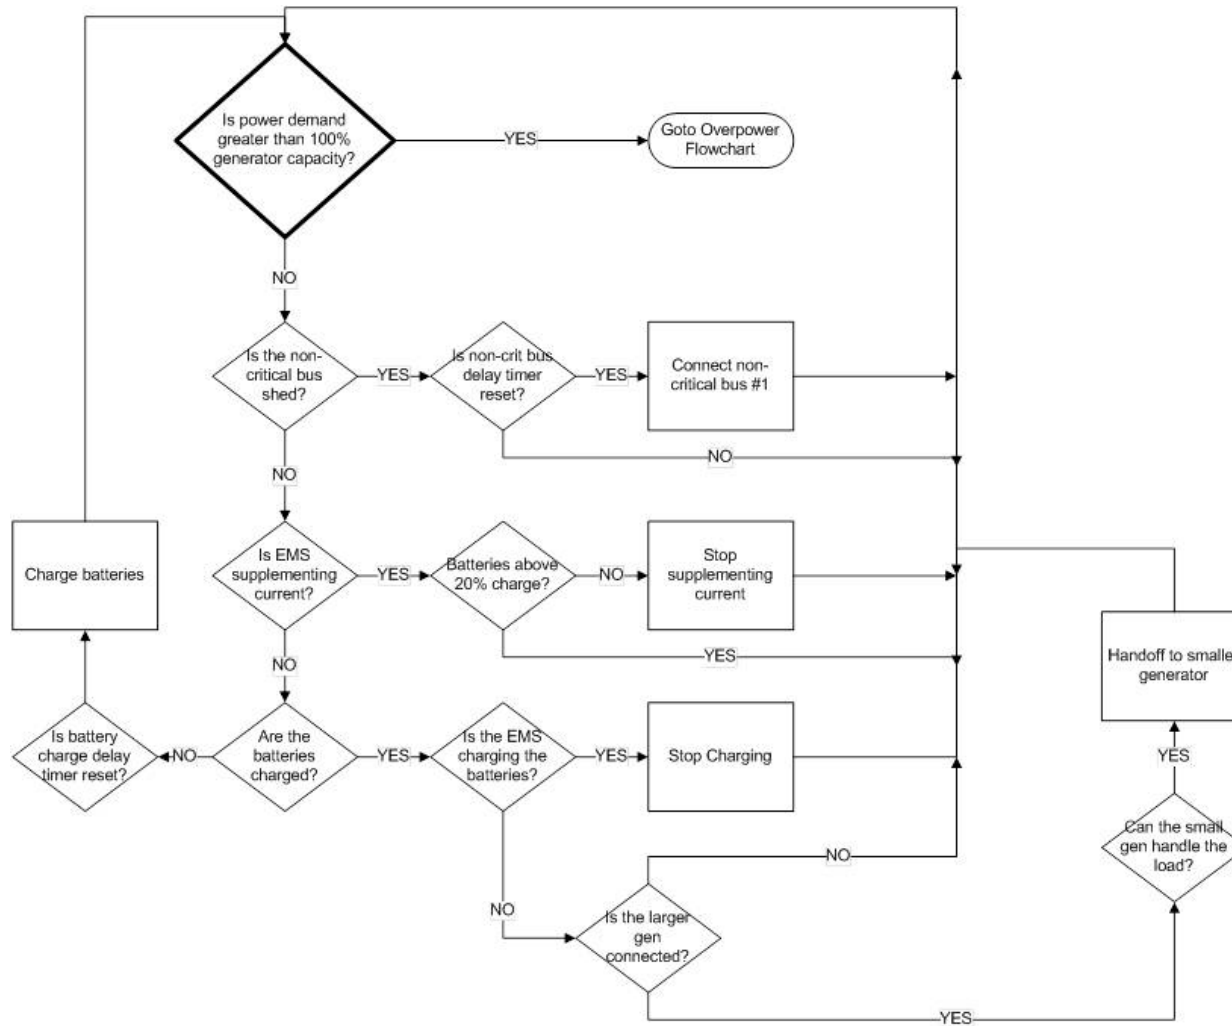 Is power demand
greater than 100%
generator capacity?
YES
Goto Overpower
Flowchart
NO
Is the non-
critical bus
shed?
YES
Is non-crit bus
delay timer
reset?
YES
Connect non-
critical bus #1
NO
NO
Charge batteries
Is EMS
supplementing
current?
YES
Batteries above
20% charge?
NO
Stop
supplementing
current
YES
NO
Handoff to smalle
generator
Is battery
charge delay
timer reset?
NO
Are the
batteries
charged?
YES
Is the EMS
charging the
batteries?
YES
Stop Charging
YES
Can the small
gen handle the
load?
NO
NO
Is the larger
gen
connected?
YES